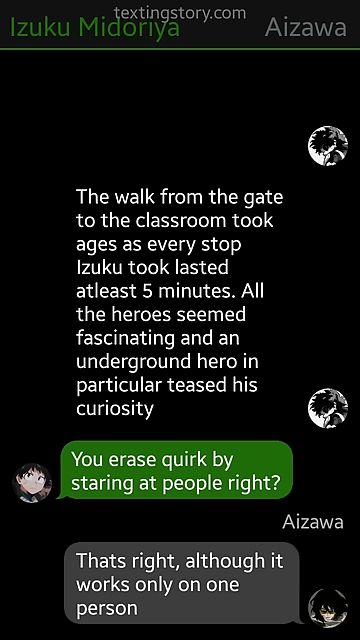 textingstory.com
Izuku Midoriya Aizawa
The walk from the gate
to the classroom took
ages as every stop
Izuku took lasted
atleast 5 minutes. All
the heroes seemed
fascinating and an
underground hero in
particular teased his
curiosity
You erase quirk by
staring at people right?
Aizawa
Thats right, although it
works only on one
person